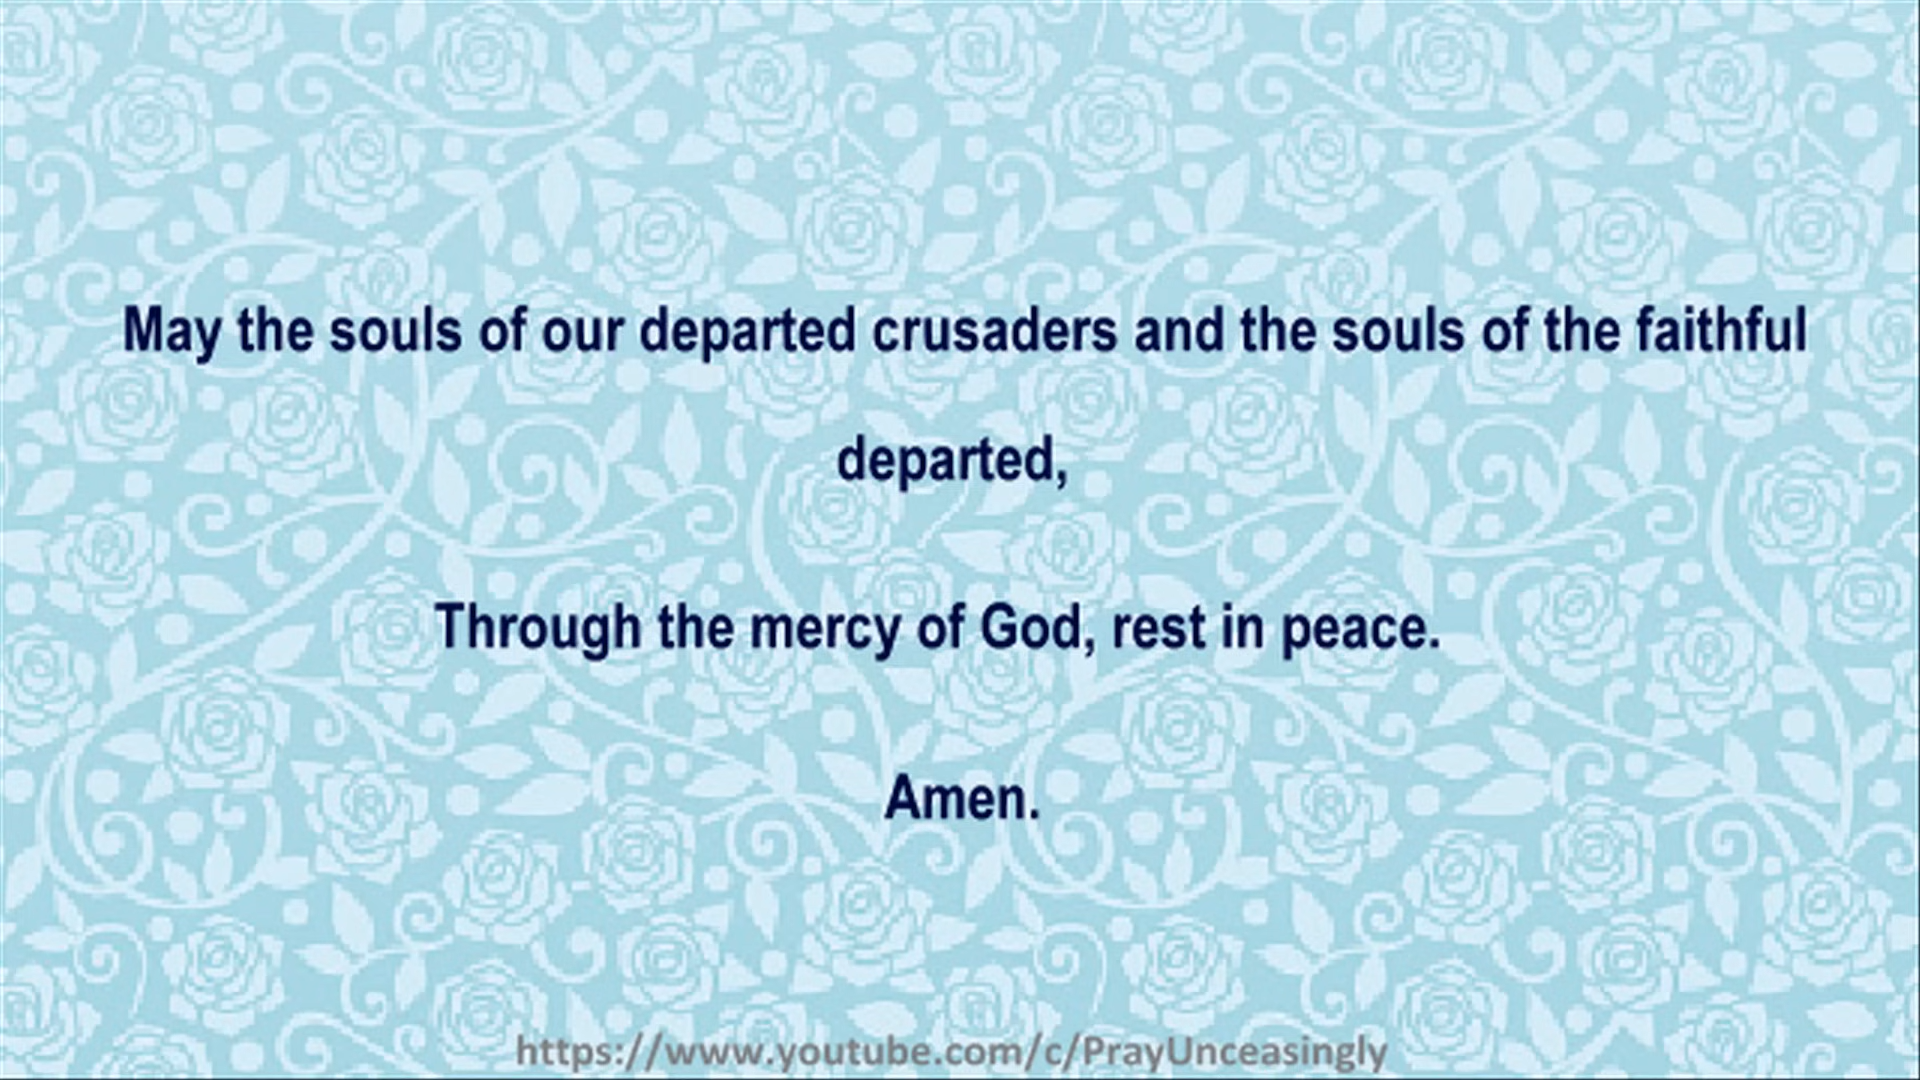 May the souls of our departed crusaders and the souls of the faithful
departed,
Through the mercy of God, rest in peace.
Amen.
https://www.youtube.com/c/PrayUnceasingly